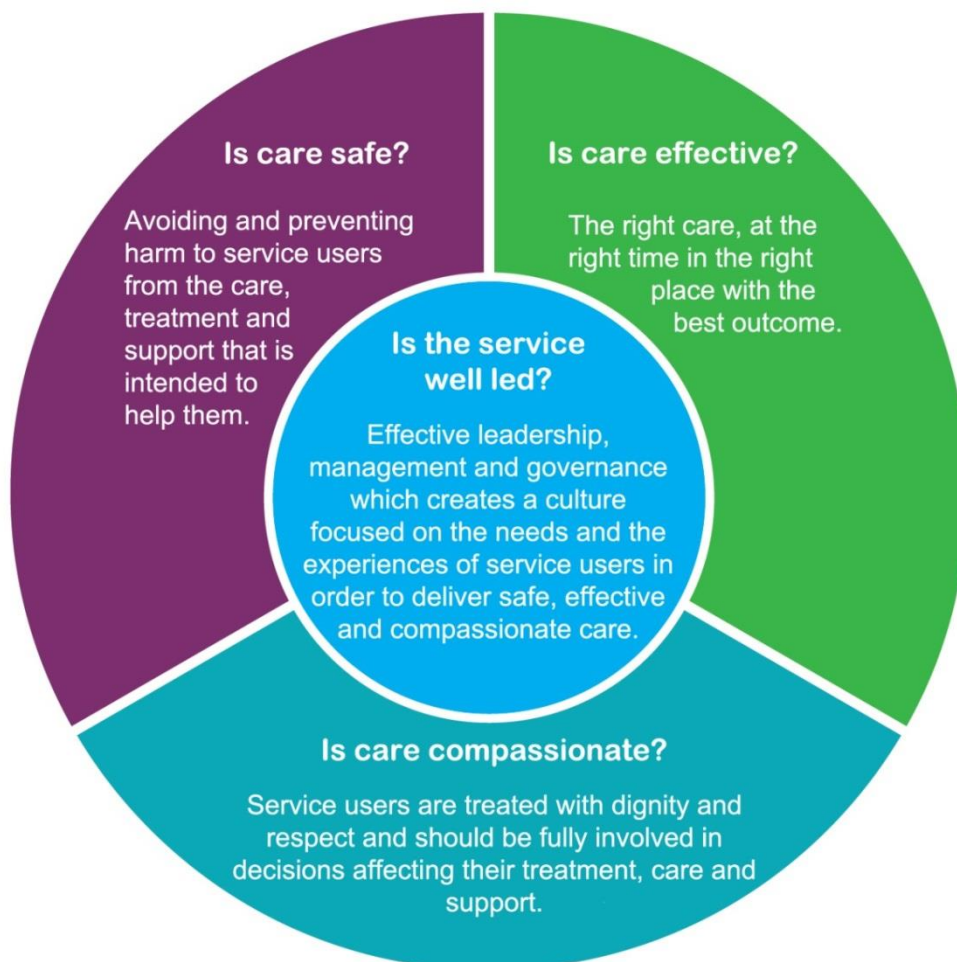 Is care safe?
Avoiding and preventing
harm to service users
from the care,
treatment and
support that is
intended to
help them.
Is care effective?
The right care, at the
right time in the right
place with the
best outcome.
Is the service
well led?
Effective leadership,
management and governance
which creates a culture
focused on the needs and the
experiences of service users in
order to deliver safe, effective
and compassionate care.
Is care compassionate?
Service users are treated with dignity and
respect and should be fully involved in
decisions affecting their treatment, care and
support.